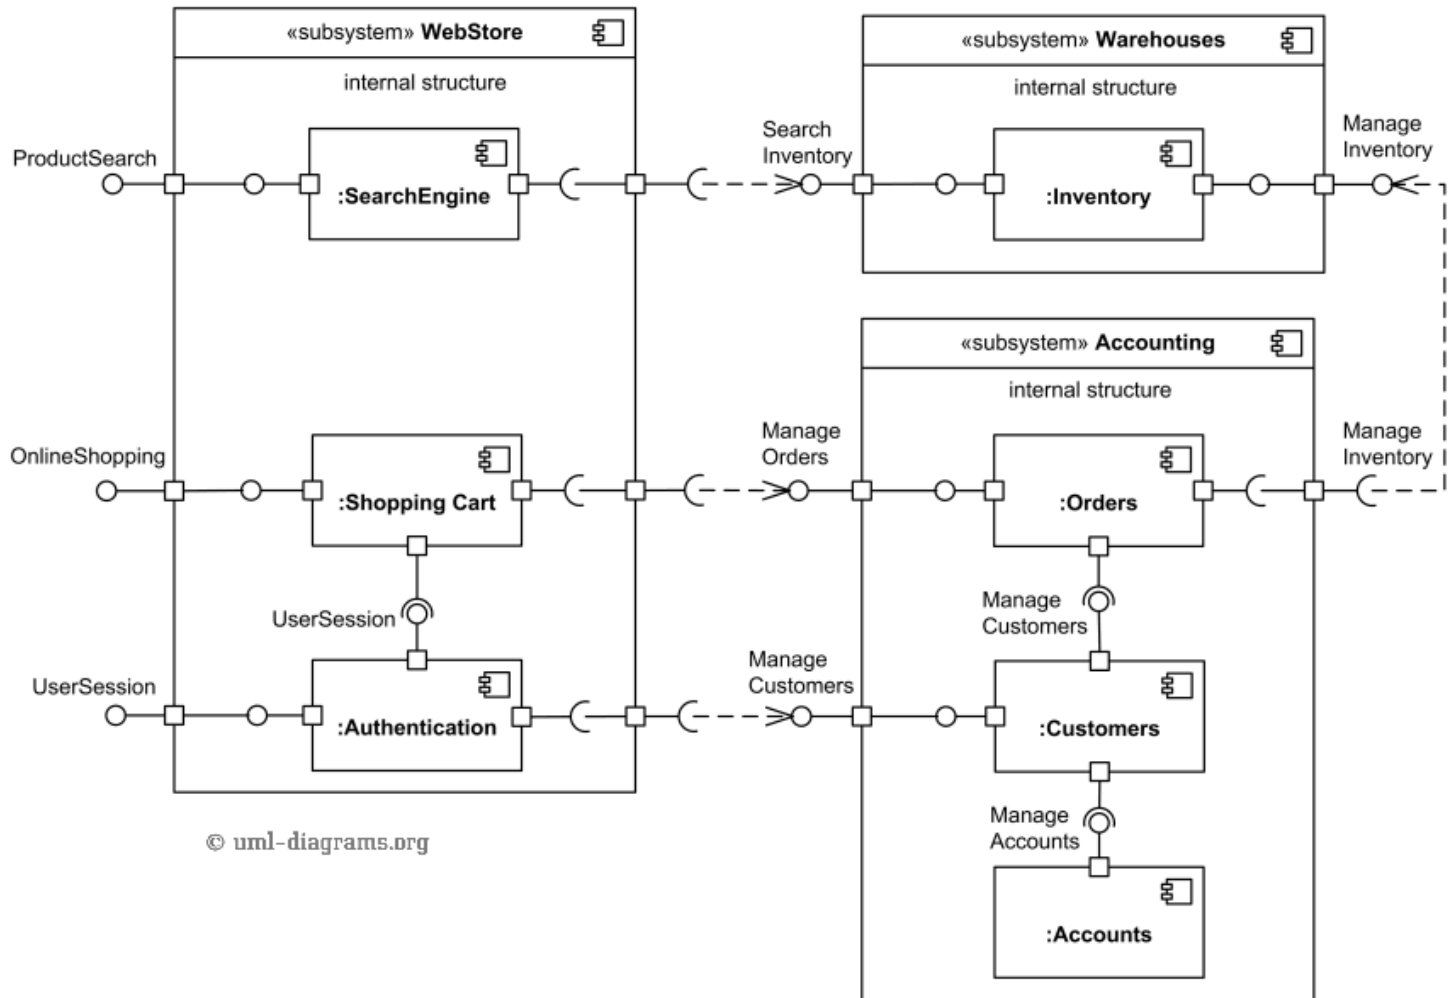 «subsystem» WebStore
internal structure
ProductSearch
:SearchEngine
OnlineShopping
:Shopping Cart
UserSession
UserSession
:Authentication
Search
Inventory
«subsystem» Warehouses
internal structure
:Inventory
Manage
Inventory
«subsystem» Accounting
internal structure
Manage
Orders
:Orders
Manage
Inventory
Manage
Customers
Manage
Customers
:Customers
Manage
Accounts
:Accounts
© uml-diagrams.org